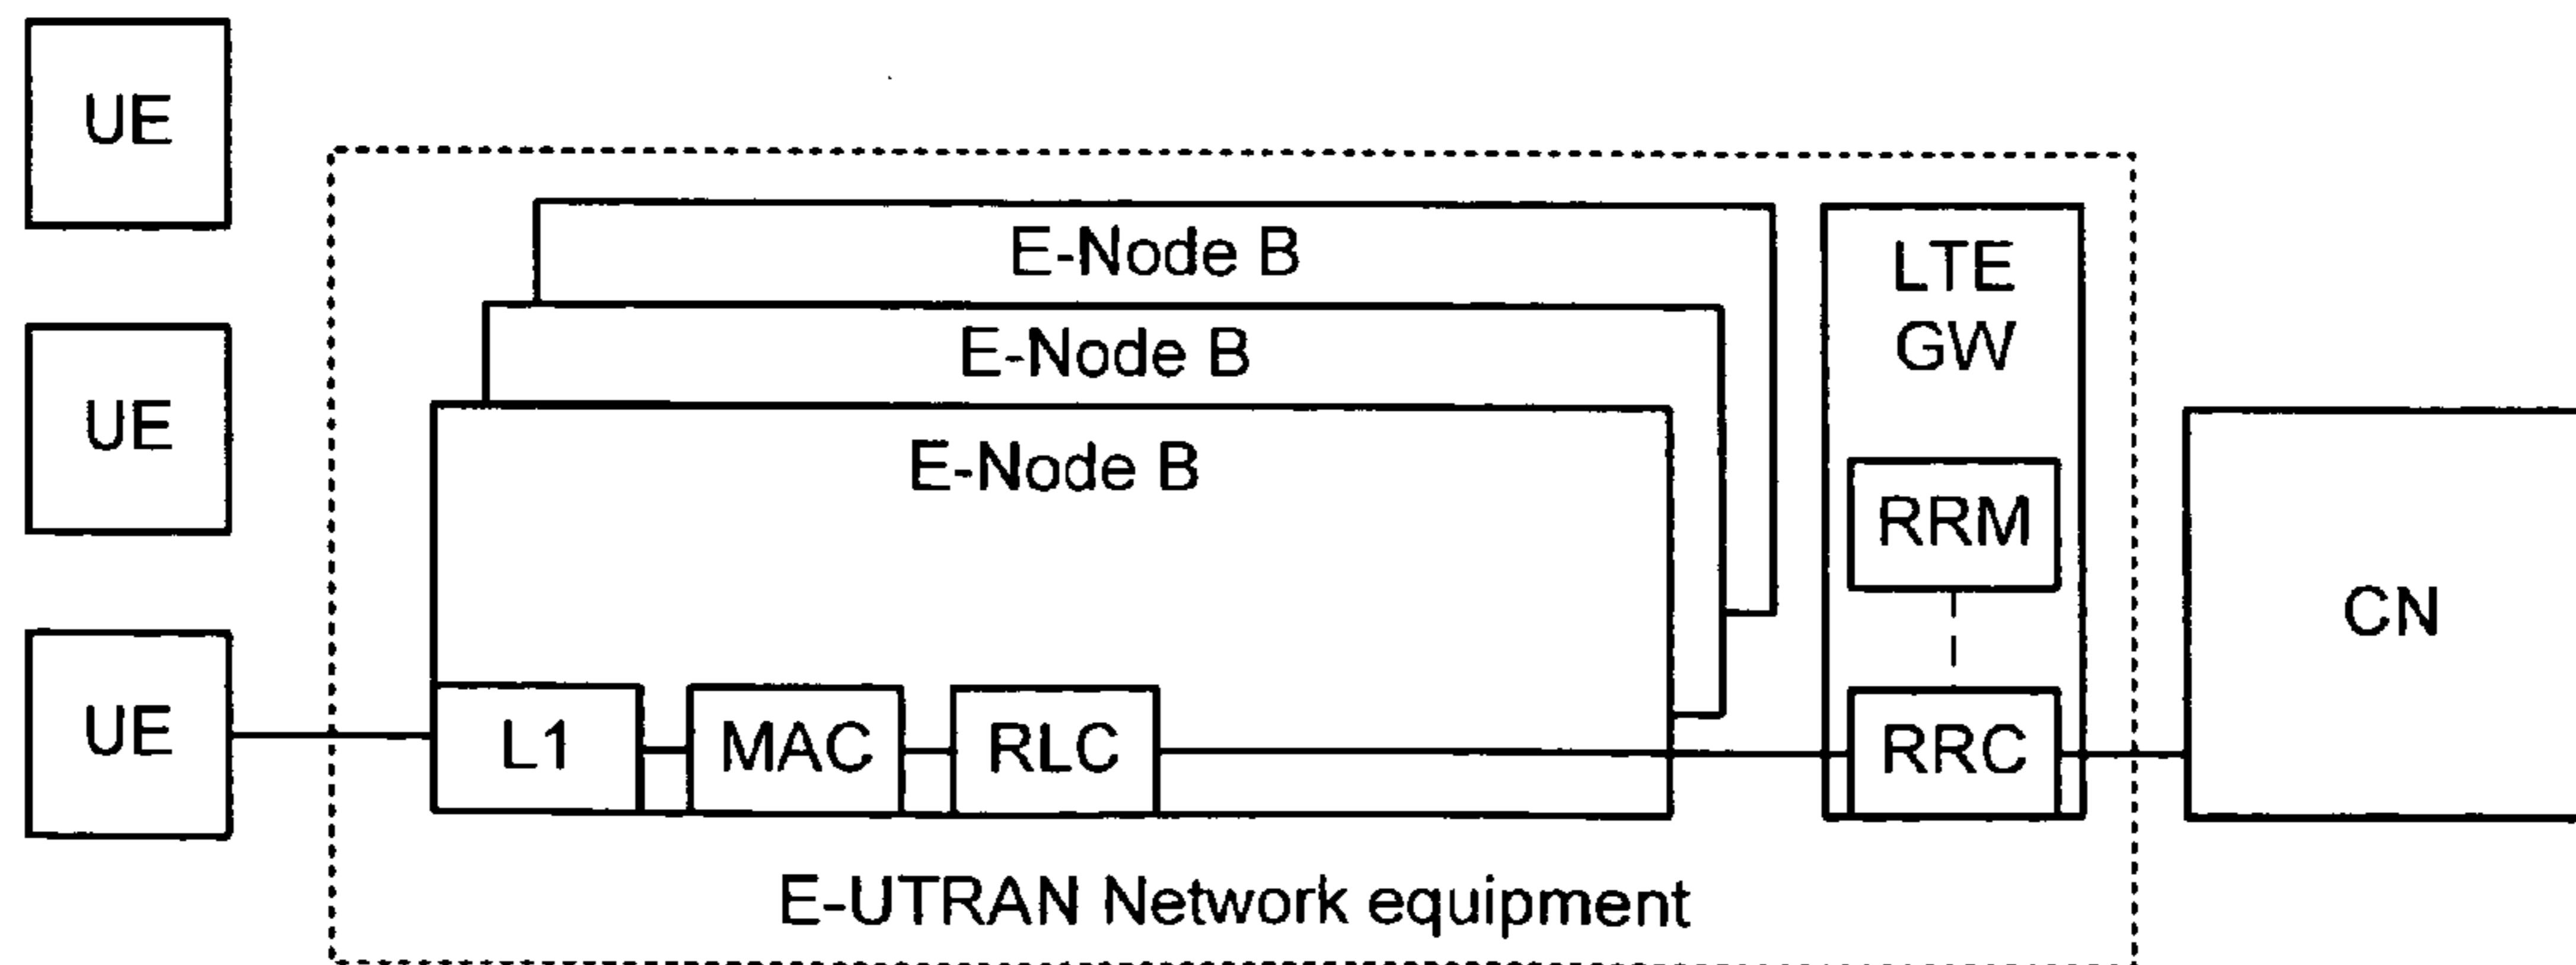 UE
UE
UE
E-Node B
E-Node B
E-Node B
L1
MAC
RLC
LTE
GW
RRM
RRC
CN
E-UTRAN Network equipment